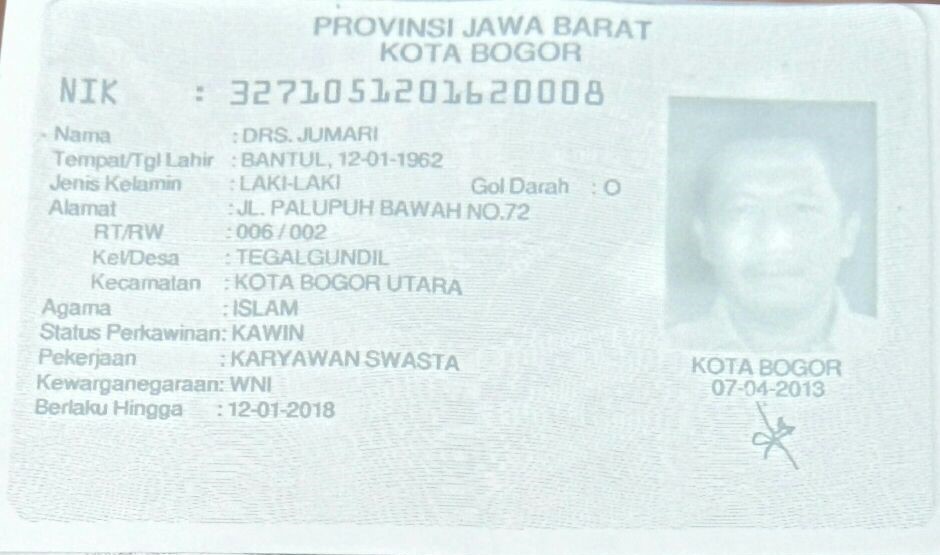 PROVINSI JAWA BARAT
KOTA BOGOR
NIK : 3271051201620008
Nama : DRS. JUMARI
Tempat/Tgl Lahir : BANTUL, 12-01-1962
Jenis Kelamin : LAKI-LAKI Gol Darah : O
Alamat : JL. PALUPUH BAWAH NO.72
RT/RW : 006 / 002
Kel/Desa : TEGALGUNDIL
Kecamatan : KOTA BOGOR UTARA
Agama : ISLAM
Status Perkawinan: KAWIN
Pekerjaan : KARYAWAN SWASTA
Kewarganegaraan: WNI
Berlaku Hingga : 12-01-2018
KOTA BOGOR
07-04-2013